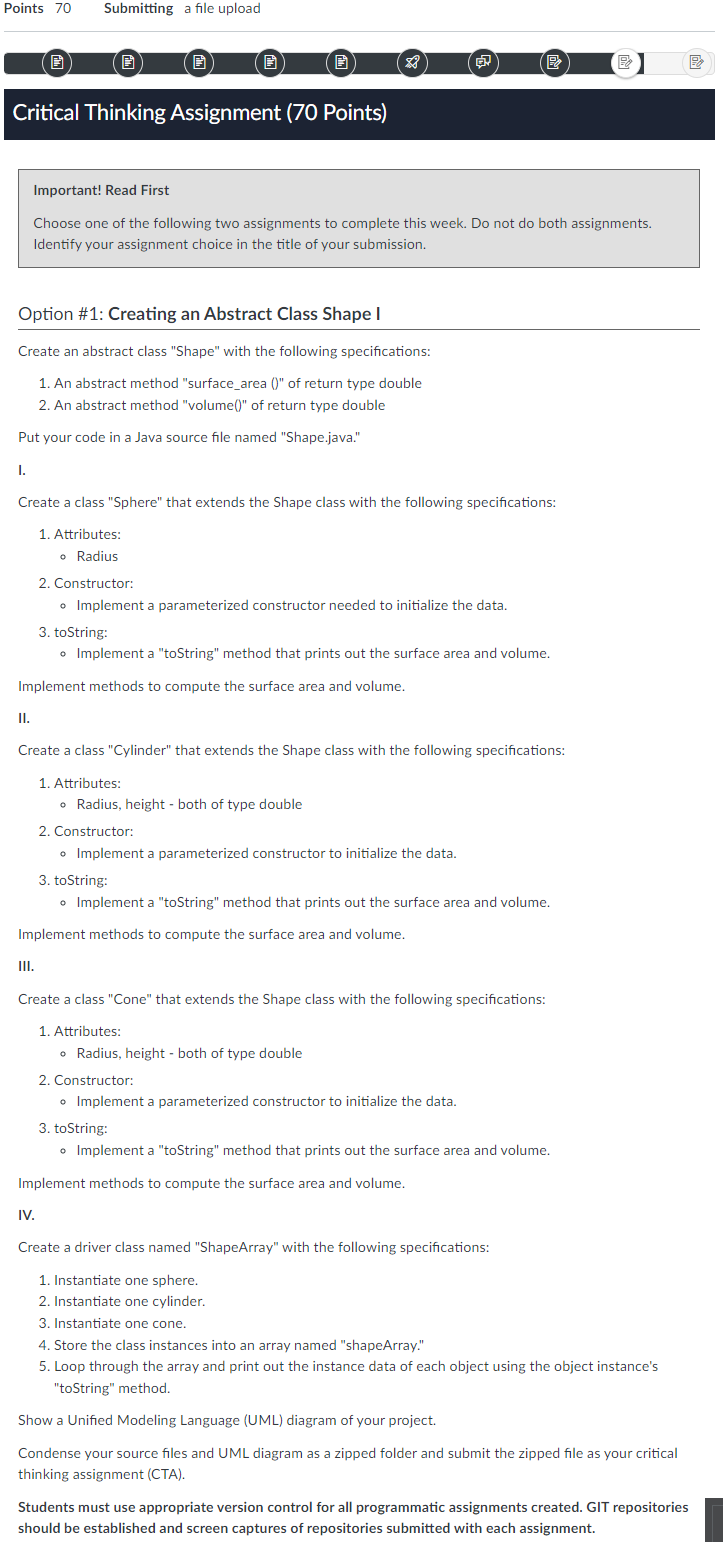 Points 70 Submitting a file upload
Critical Thinking Assignment (70 Points)
Important! Read First
Choose one of the following two assignments to complete this week. Do not do both assignments.
Identify your assignment choice in the title of your submission.
Option #1: Creating an Abstract Class Shape I
Create an abstract class "Shape" with the following specifications:
1. An abstract method "surface_area ()" of return type double
2. An abstract method "volume()" of return type double
Put your code in a Java source file named "Shape.java."
I.
Create a class "Sphere" that extends the Shape class with the following specifications:
1. Attributes:
◦ Radius
2. Constructor:
◦ Implement a parameterized constructor needed to initialize the data.
3. toString:
◦ Implement a "toString" method that prints out the surface area and volume.
Implement methods to compute the surface area and volume.
II.
Create a class "Cylinder" that extends the Shape class with the following specifications:
1. Attributes:
◦ Radius, height - both of type double
2. Constructor:
◦ Implement a parameterized constructor to initialize the data.
3. toString:
◦ Implement a "toString" method that prints out the surface area and volume.
Implement methods to compute the surface area and volume.
III.
Create a class "Cone" that extends the Shape class with the following specifications:
1. Attributes:
◦ Radius, height - both of type double
2. Constructor:
◦ Implement a parameterized constructor to initialize the data.
3. toString:
◦ Implement a "toString" method that prints out the surface area and volume.
Implement methods to compute the surface area and volume.
IV.
Create a driver class named "ShapeArray" with the following specifications:
1. Instantiate one sphere.
2. Instantiate one cylinder.
3. Instantiate one cone.
4. Store the class instances into an array named "shapeArray."
5. Loop through the array and print out the instance data of each object using the object instance's
"toString" method.
Show a Unified Modeling Language (UML) diagram of your project.
Condense your source files and UML diagram as a zipped folder and submit the zipped file as your critical
thinking assignment (CTA).
Students must use appropriate version control for all programmatic assignments created. GIT repositories
should be established and screen captures of repositories submitted with each assignment.